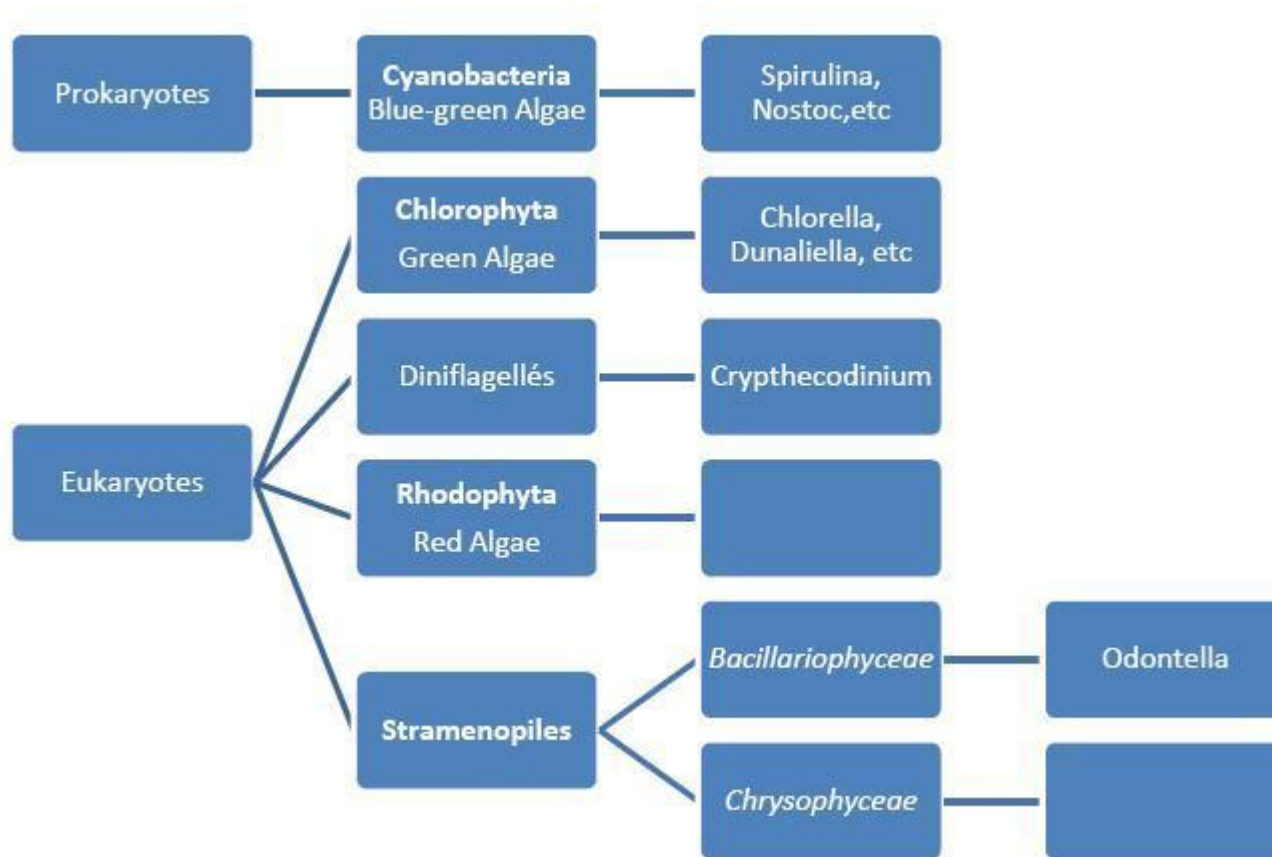 Prokaryotes
Cyanobacteria
Blue-green Algae
Spirulina,
Nostoc,etc
Chlorophyta
Green Algae
Chlorella,
Dunaliella, etc
Diniflagellés
Crypthecodinium
Eukaryotes
Rhodophyta
Red Algae
Stramenopiles
Bacillariophyceae
Odontella
Chrysophyceae